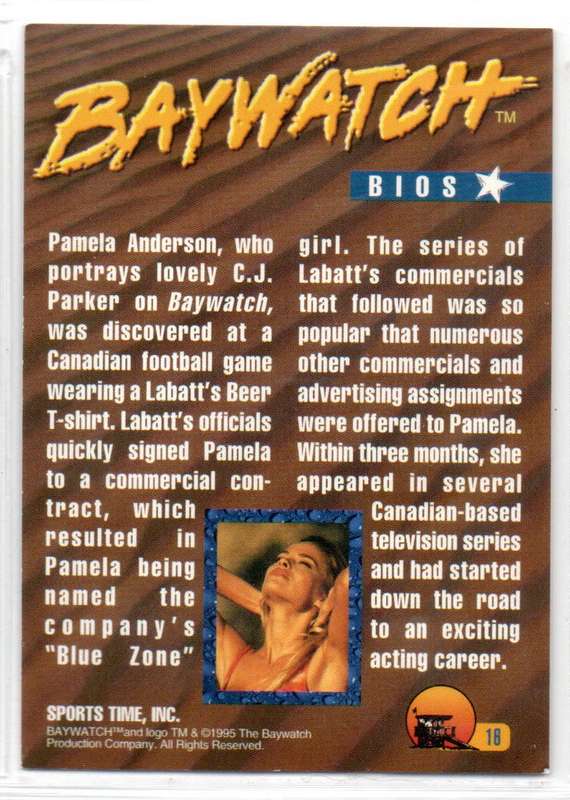 BAYWATCH™
BIOS
Pamela Anderson, who
portrays lovely C.J.
Parker on Baywatch,
was discovered at a
Canadian football game
wearing a Labatt's Beer
T-shirt. Labatt's officials
quickly signed Pamela
to a commercial con-
tract, which
resulted in
Pamela being
named the
company's
"Blue Zone"
girl. The series of
Labatt's commercials
that followed was so
popular that numerous
other commercials and
advertising assignments
were offered to Pamela.
Within three months, she
appeared in several
Canadian-based
television series
and had started
down the road
to an exciting
acting career.
SPORTS TIME, INC.
BAYWATCH™and logo TM & ©1995 The Baywatch
Production Company. All Rights Reserved.
18